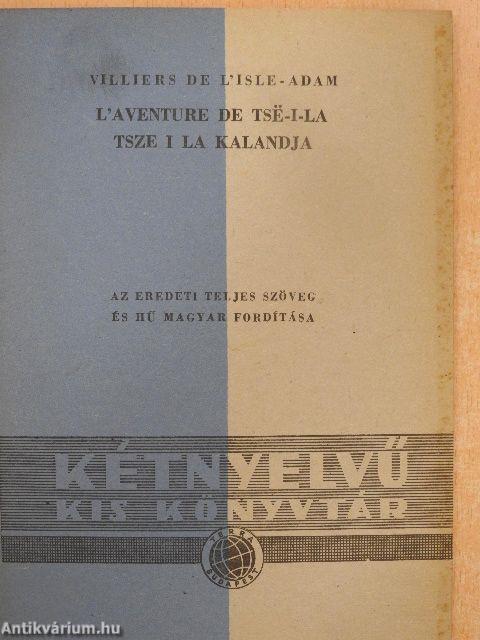 VILLIERS DE L'ISLE-ADAM
L'AVENTURE DE TSË-I-LA
TSZE I LA KALANDJA
AZ EREDETI TELJES SZÖVEG
ÉS HŰ MAGYAR FORDÍTÁSA
KÉTNYELVŰ
KIS KÖNYVTÁR
TERRA
BUDAPEST
Antikvárium.hu